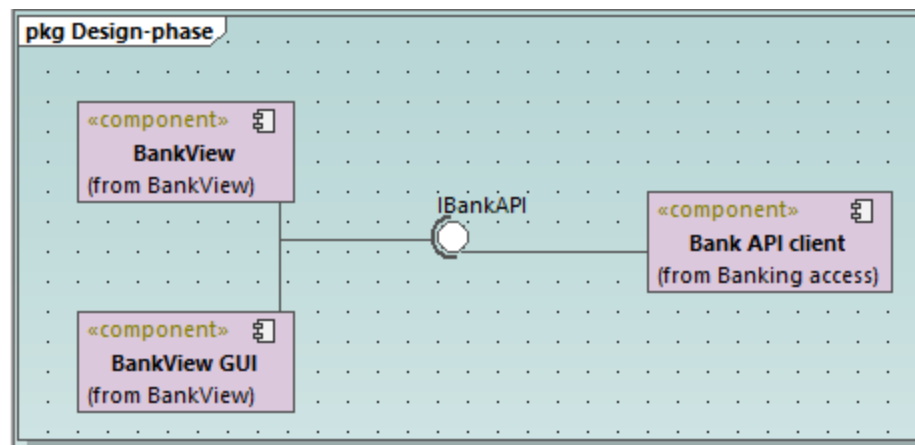 pkg Design-phase
«component»
BankView
(from BankView)
IBankAPI
«component»
Bank API client
(from Banking access)
«component»
BankView GUI
(from BankView)